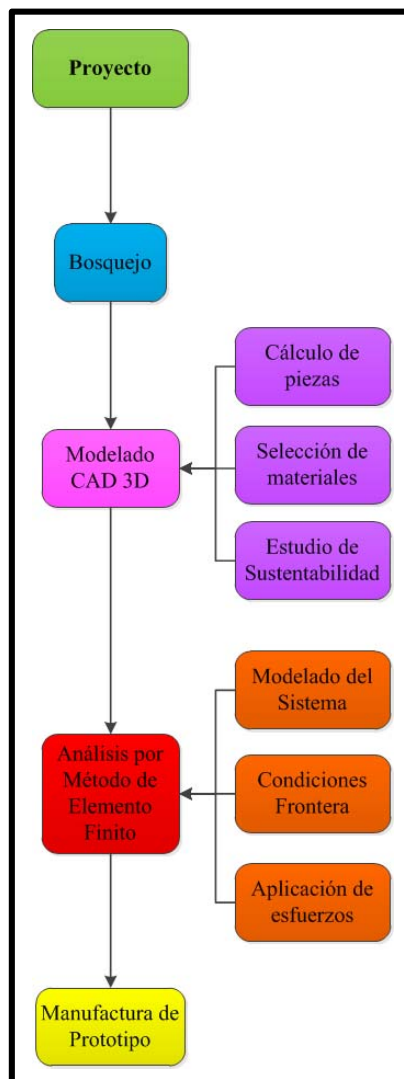 Proyecto
Bosquejo
Cálculo de
piezas
Modelado
CAD 3D
Selección de
materiales
Estudio de
Sustentabilidad
Modelado del
Sistema
Análisis por
Método de
Elemento
Finito
Condiciones
Frontera
Aplicación de
esfuerzos
Manufactura de
Prototipo